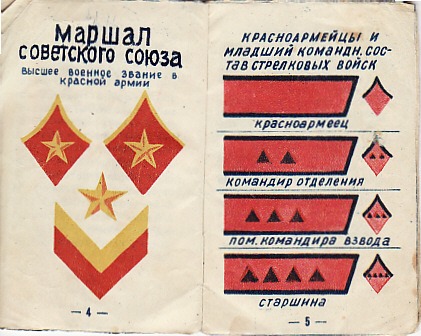 МАРШАЛ
СОВЕТСКОГО СОЮЗА
ВЫСШЕЕ ВОЕННОЕ ЗВАНИЕ В
КРАСНОЙ АРМИИ
— 4 —
КРАСНОАРМЕЙЦЫ И
МЛАДШИЙ КОМАНДН. СОС-
ТАВ СТРЕЛКОВЫХ ВОЙСК
красноармеец
командир отделения
пом. командира взвода
старшина
— 5 —